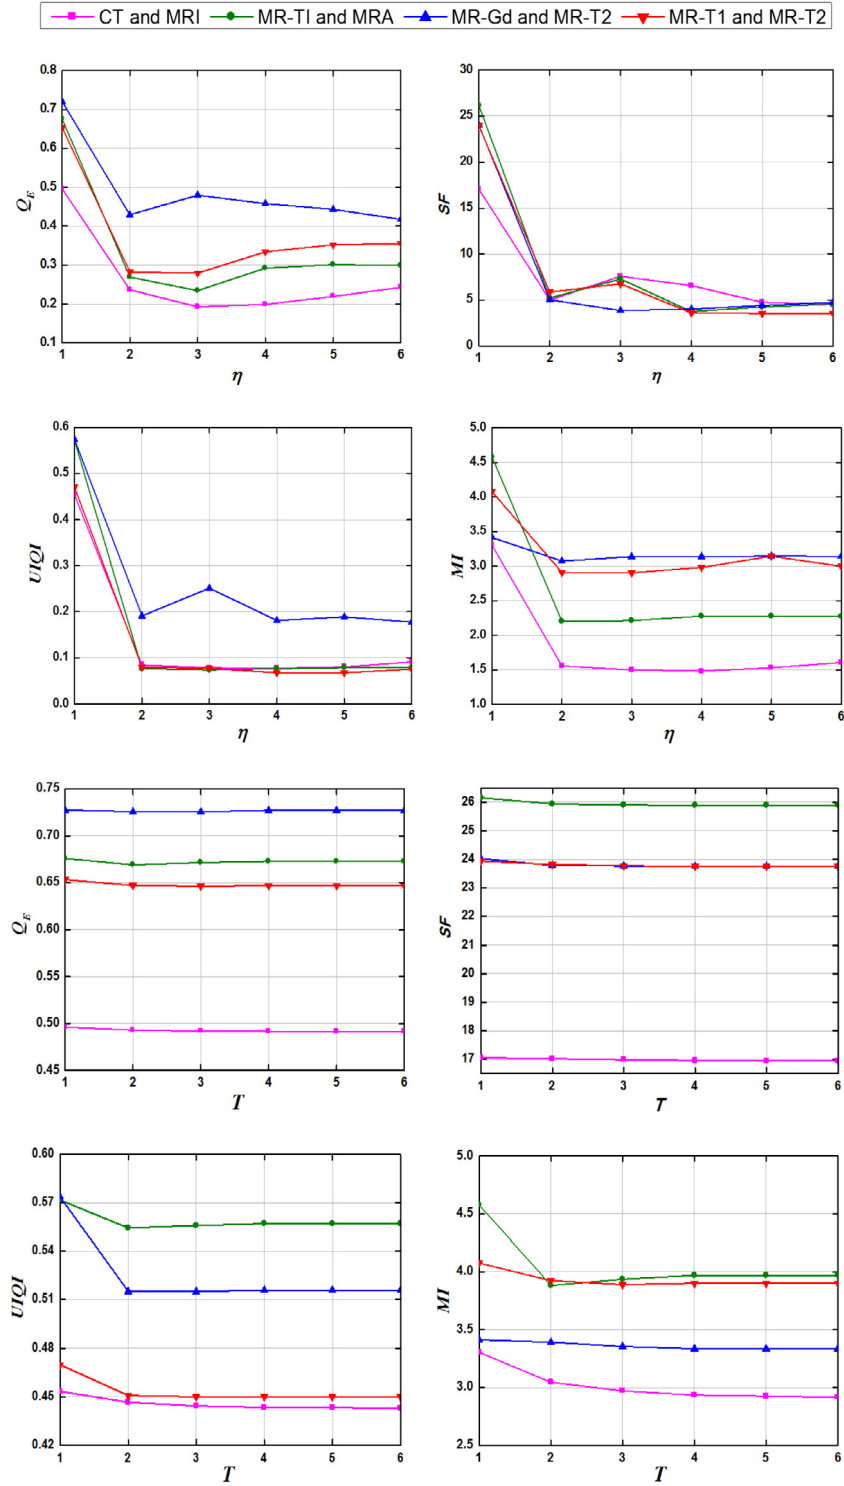 CT and MRI MR-TI and MRA MR-Gd and MR-T2 MR-T1 and MR-T2
0.8
0.7
0.6
0.5
0.4
0.3
0.2
0.1
Q_E
1 2 3 4 5 6
η
30
25
20
15
10
5
0
SF
1 2 3 4 5 6
η
0.6
0.5
0.4
0.3
0.2
0.1
0.0
UIQI
1 2 3 4 5 6
η
5.0
4.5
4.0
3.5
3.0
2.5
2.0
1.5
1.0
MI
1 2 3 4 5 6
η
0.75
0.70
0.65
0.60
0.55
0.50
0.45
Q_E
1 2 3 4 5 6
T
26
25
24
23
22
21
20
19
18
17
SF
1 2 3 4 5 6
T
0.60
0.57
0.54
0.51
0.48
0.45
0.42
UIQI
1 2 3 4 5 6
T
5.0
4.5
4.0
3.5
3.0
2.5
MI
1 2 3 4 5 6
T